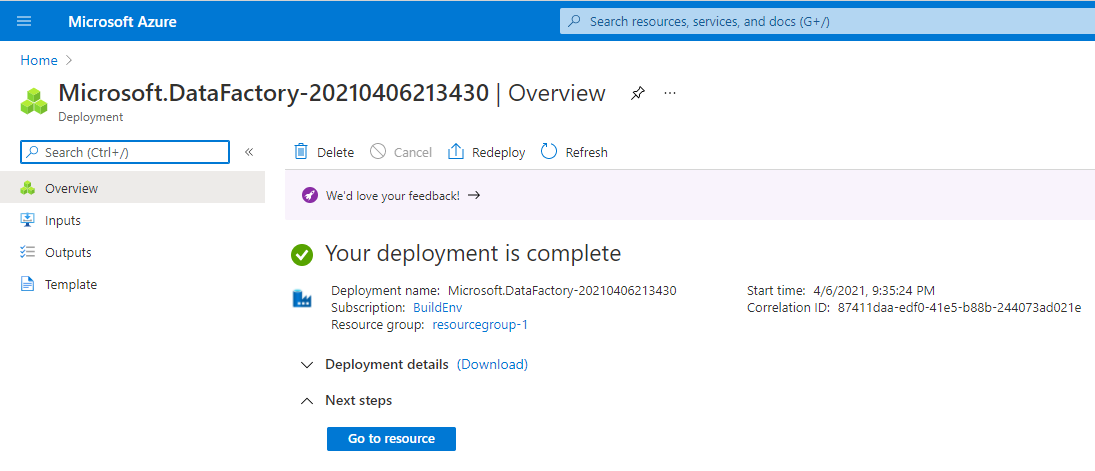 Microsoft Azure
Search resources, services, and docs (G+/)
Home
Microsoft.DataFactory-20210406213430 | Overview
Deployment
Search (Ctrl+/)
Delete
Cancel
Redeploy
Refresh
Overview
Inputs
Outputs
Template
We'd love your feedback!
Your deployment is complete
Deployment name: Microsoft.DataFactory-20210406213430
Subscription: BuildEnv
Resource group: resourcegroup-1
Start time: 4/6/2021, 9:35:24 PM
Correlation ID: 87411daa-edf0-41e5-b88b-244073ad021e
Deployment details (Download)
Next steps
Go to resource